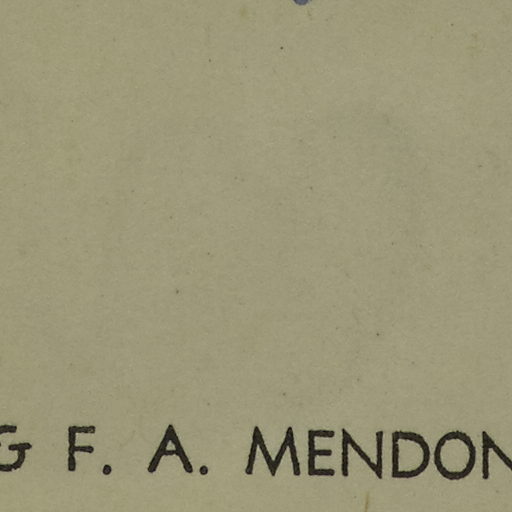 & F. A. MENDON